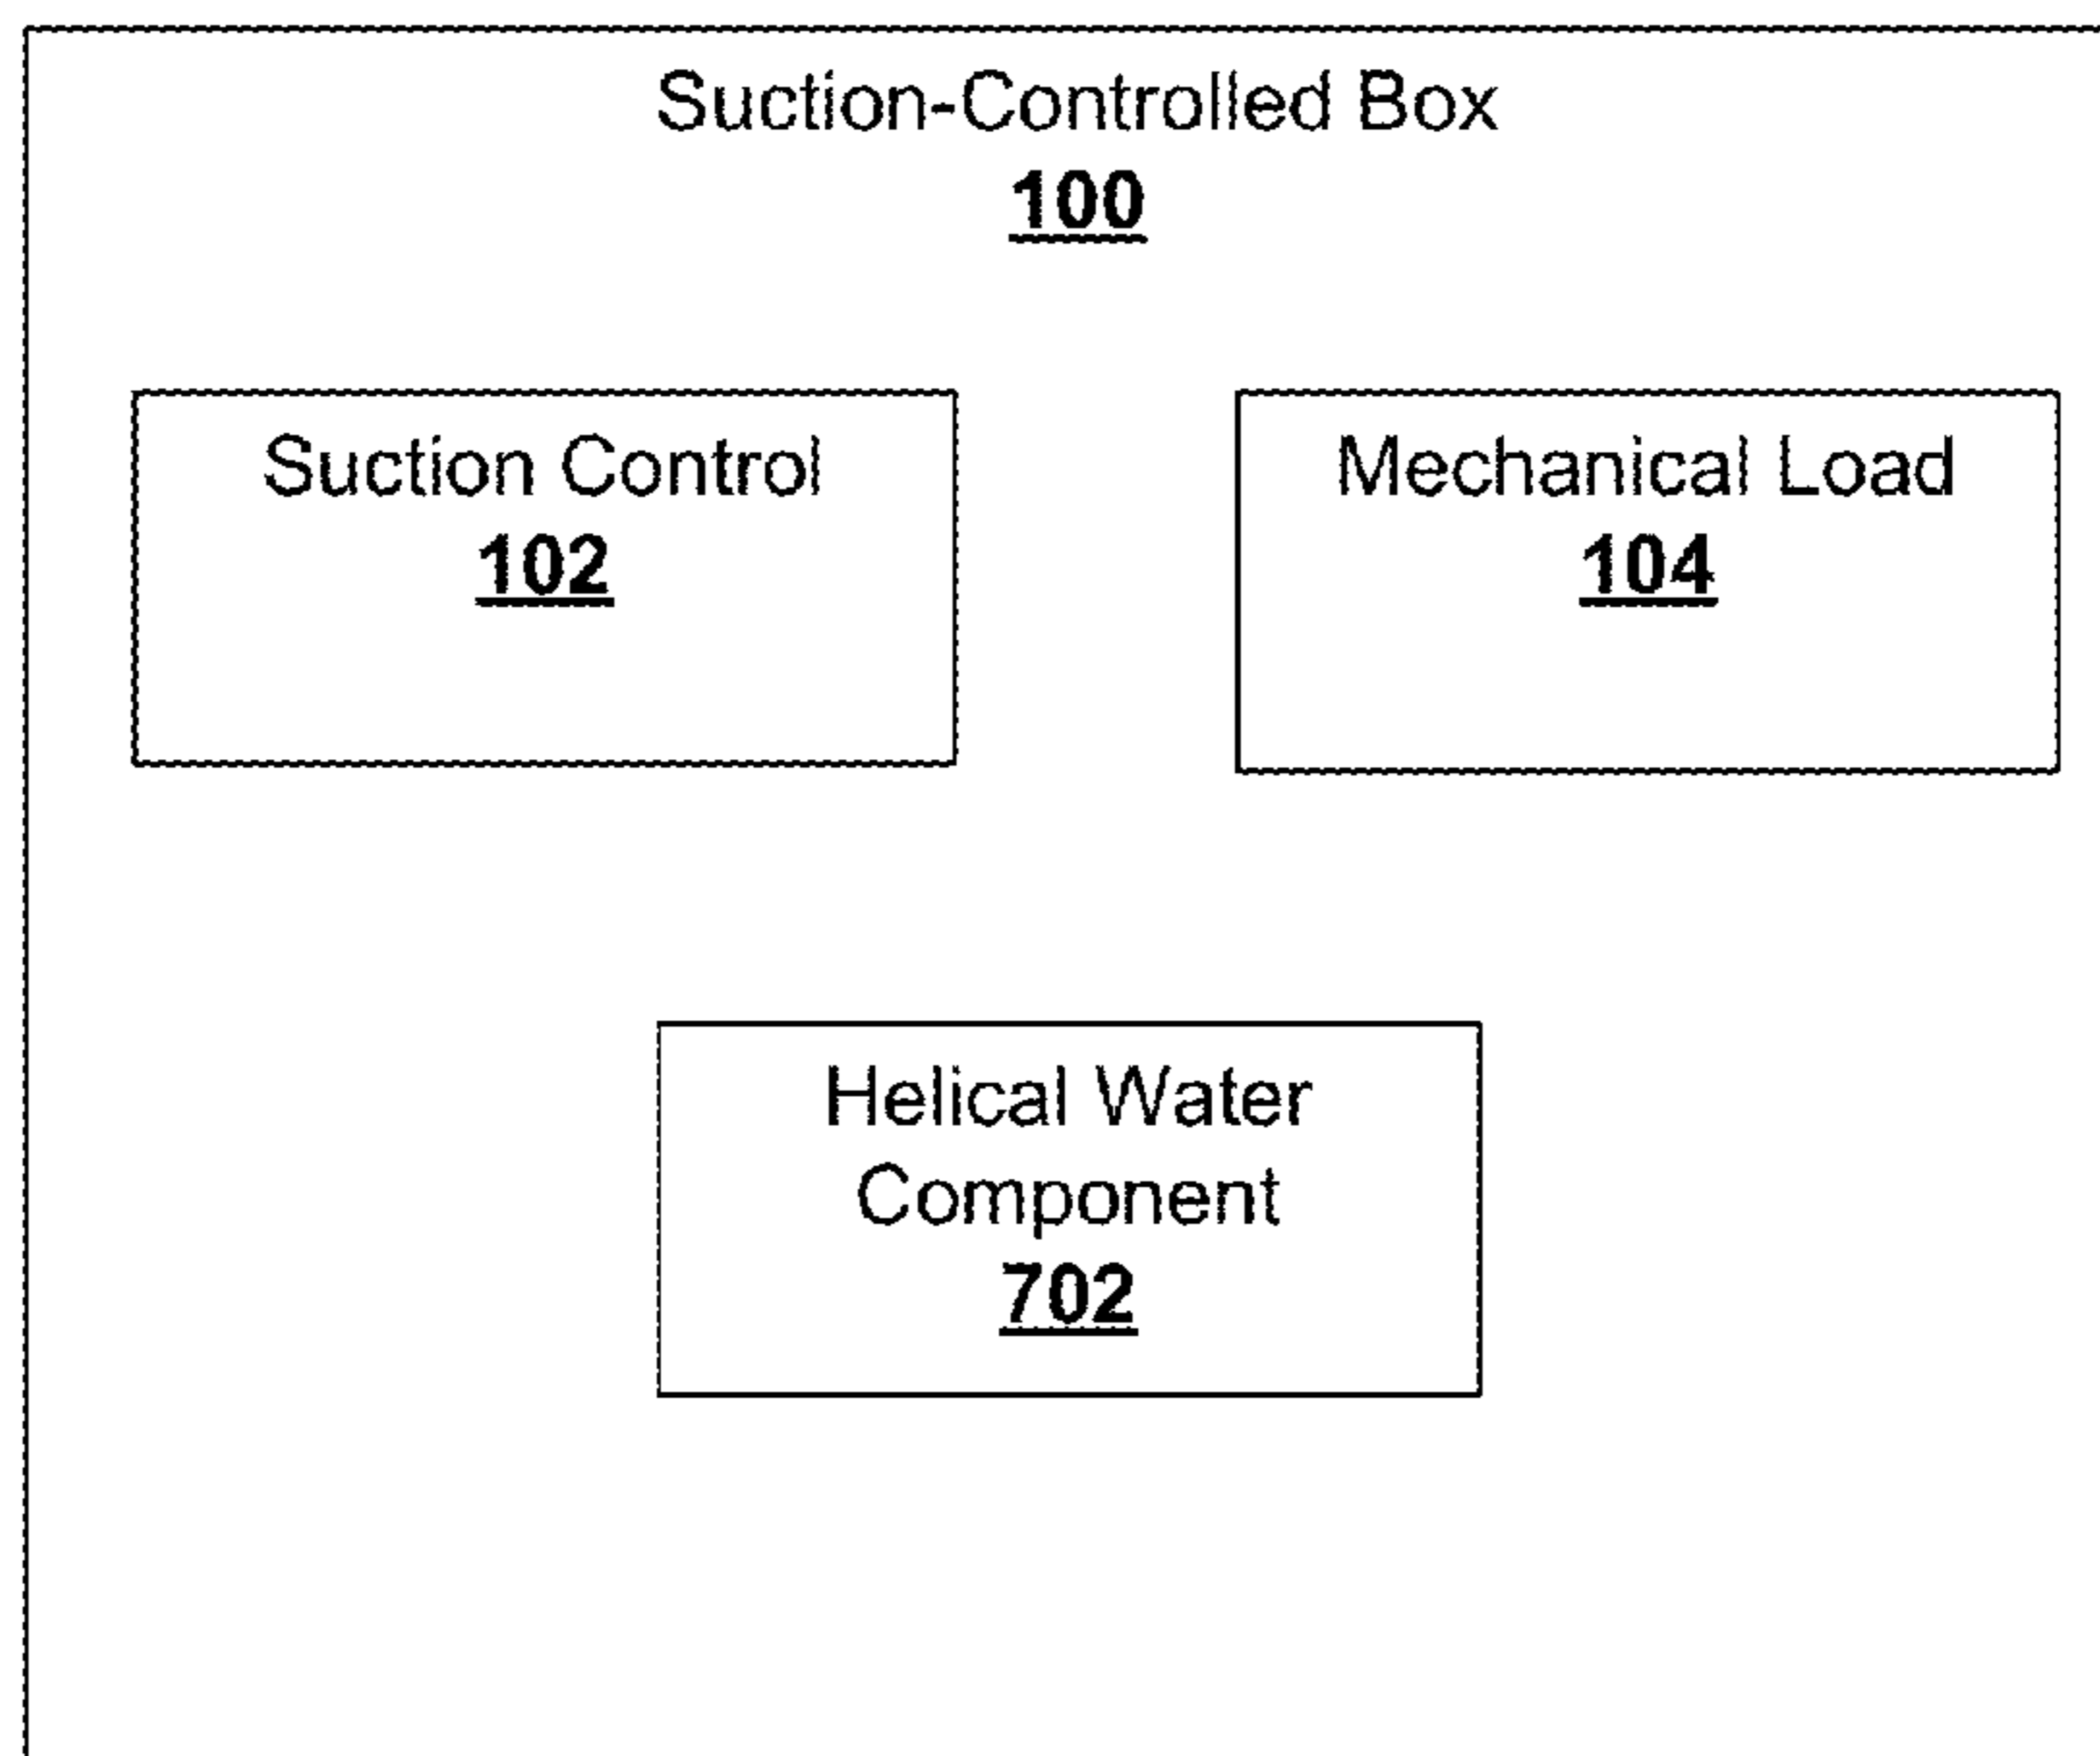 Suction-Controlled Box
100
Suction Control
102
Mechanical Load
104
Helical Water
Component
702